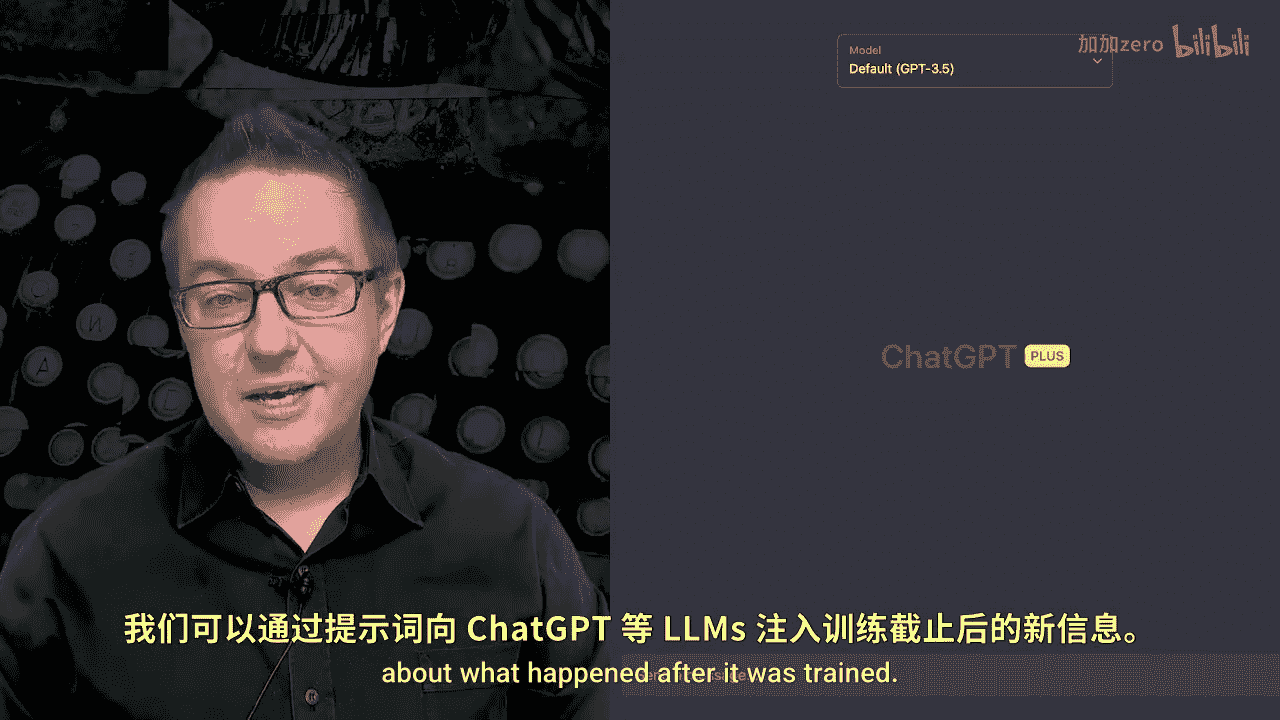 加加zero bilibili
Model
Default (GPT-3.5)
ChatGPT PLUS
我们可以通过提示词向 ChatGPT 等 LLMs 注入训练截止后的新信息。
about what happened after it was trained.